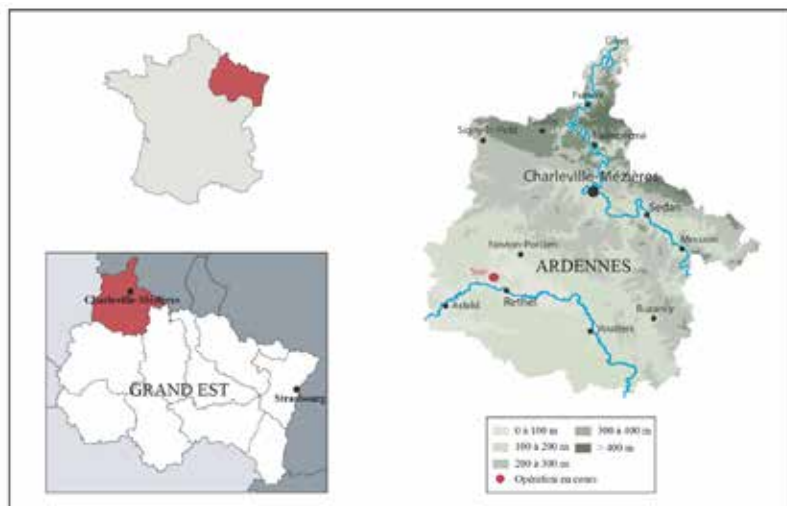 Givet
Fumay
Signy-le-Petit
Charleville-Mézières
Sedan
Mouzon
Novion-Porcien
ARDENNES
Rethel
Asfeld
Buzancy
Vouziers
Charleville-Mézières
GRAND EST
Strasbourg
0 à 100 m
300 à 400 m
100 à 200 m
> 400 m
200 à 300 m
Opération en cours